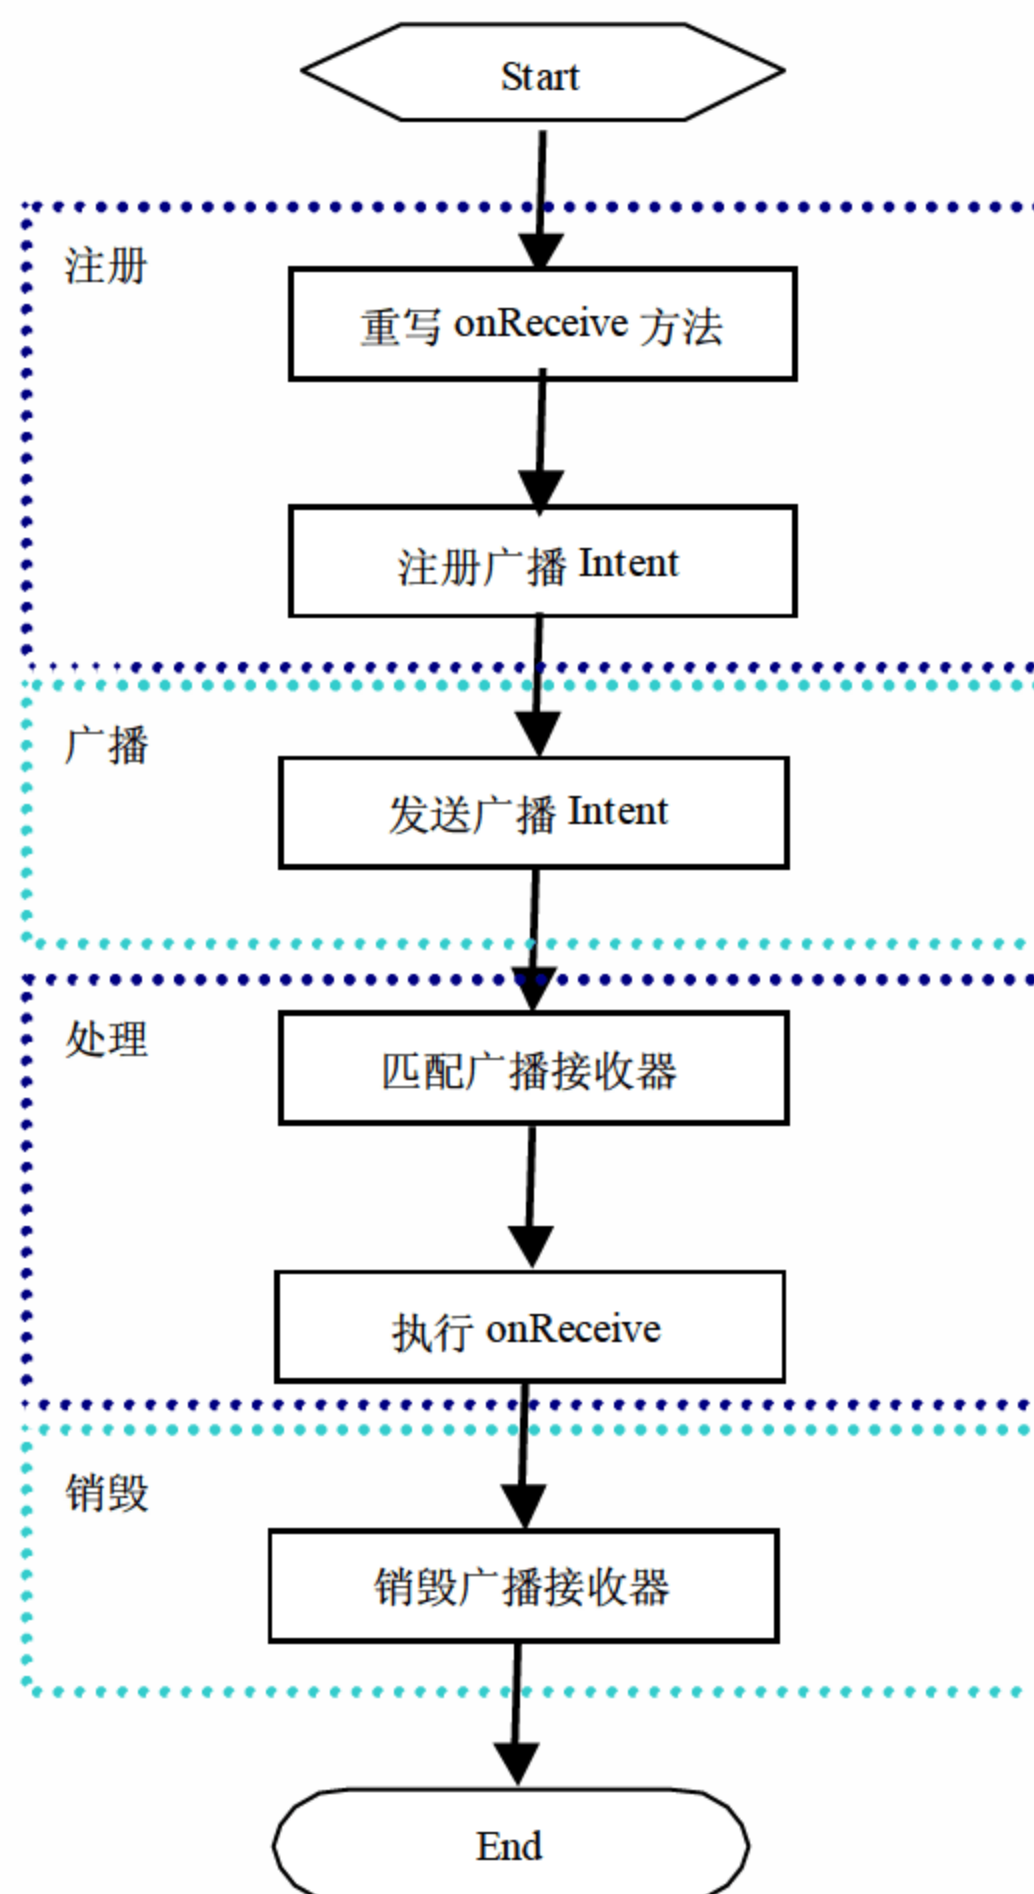 Start
注册
重写 onReceive 方法
注册广播 Intent
广播
发送广播 Intent
处理
匹配广播接收器
执行 onReceive
销毁
销毁广播接收器
End